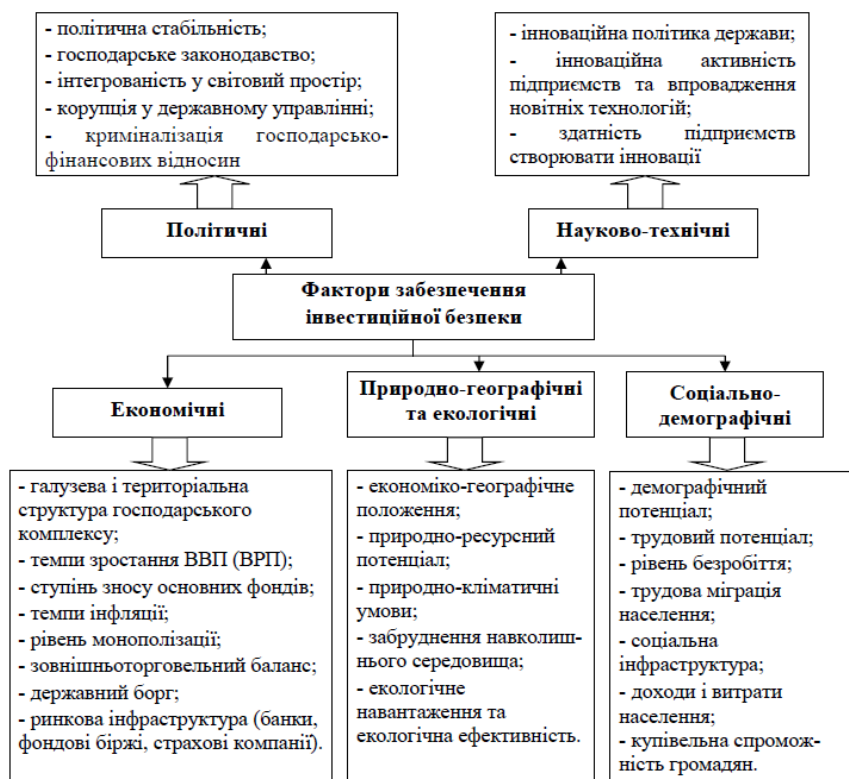 - політична стабільність;
- господарське законодавство;
- інтегрованість у світовий простір;
- корупція у державному управлінні;
- криміналізація господарсько-
фінансових відносин
- інноваційна політика держави;
- інноваційна активність
підприємств та впровадження
новітніх технологій;
- здатність підприємств
створювати інновації
Політичні
Науково-технічні
Фактори забезпечення
інвестиційної безпеки
Економічні
Природно-географічні
та екологічні
Соціально-
демографічні
- галузева і територіальна
структура господарського
комплексу;
- темпи зростання ВВП (ВРП);
- ступінь зносу основних фондів;
- темпи інфляції;
- рівень монополізації;
- зовнішньоторговельний баланс;
- державний борг;
- ринкова інфраструктура (банки,
фондові біржі, страхові компанії).
- економіко-географічне
положення;
- природно-ресурсний
потенціал;
- природно-кліматичні
умови;
- забруднення навколиш-
нього середовища;
- екологічне
навантаження та
екологічна ефективність.
- демографічний
потенціал;
- трудовий потенціал;
- рівень безробіття;
- трудова міграція
населення;
- соціальна
інфраструктура;
- доходи і витрати
населення;
- купівельна спромож-
ність громадян.